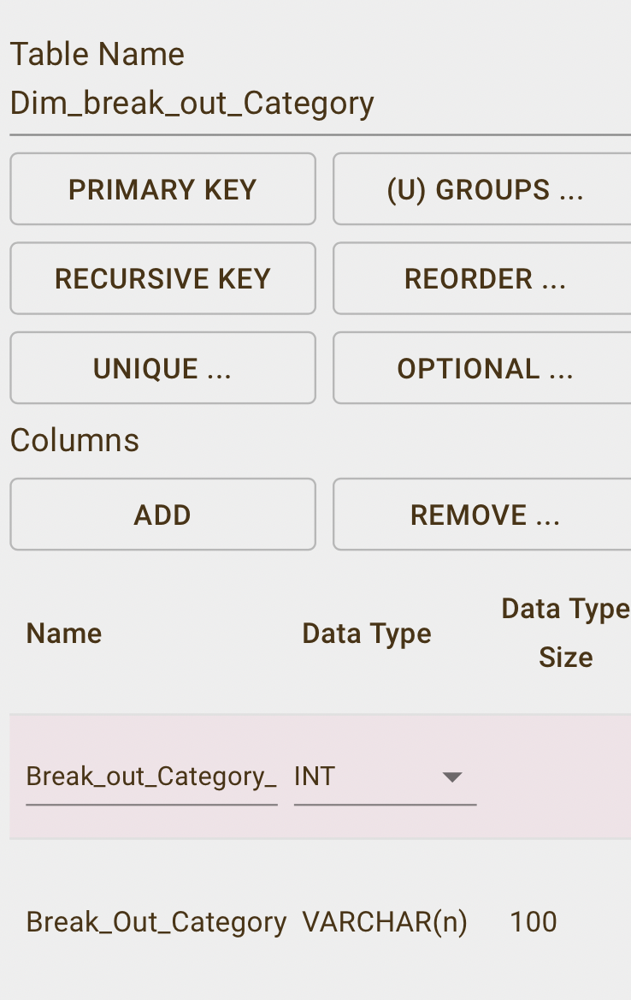 Table Name
Dim_break_out_Category
PRIMARY KEY (U) GROUPS ...
RECURSIVE KEY REORDER ...
UNIQUE ... OPTIONAL ...
Columns
ADD REMOVE ...
Name Data Type Data Type Size
Break_out_Category_ INT
Break_Out_Category VARCHAR(n) 100